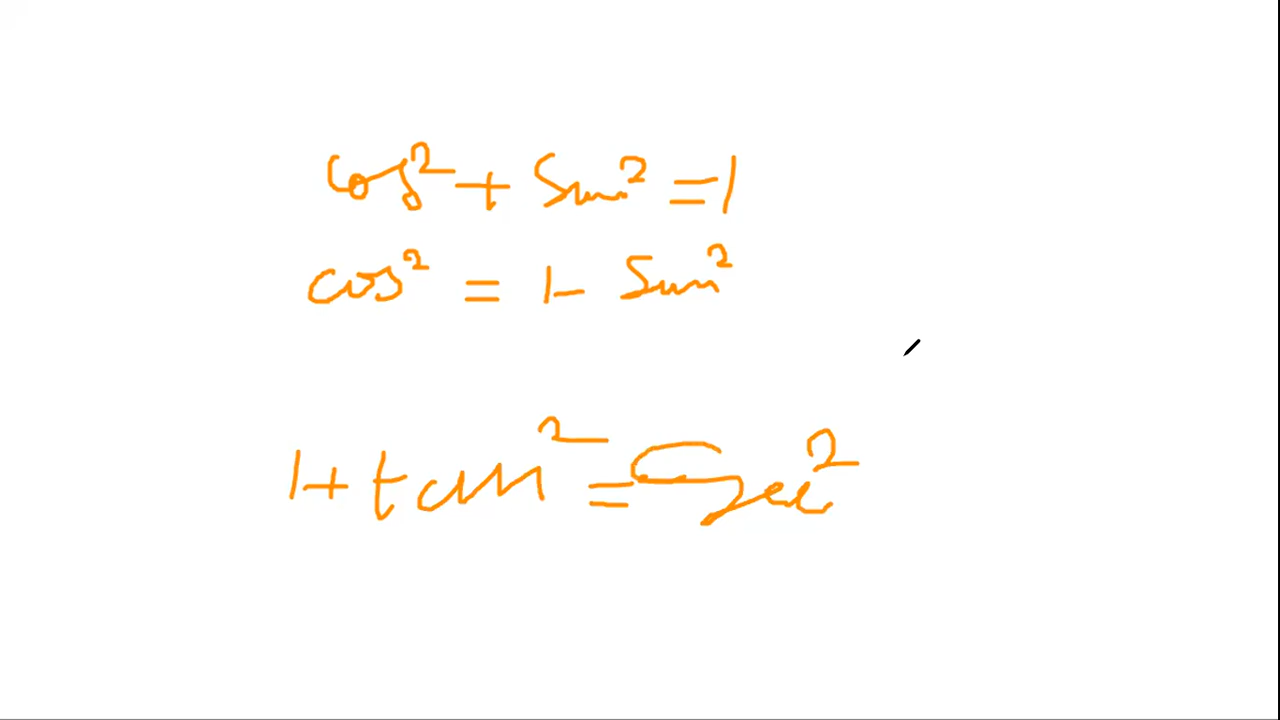 cos² + sin² = 1
cos² = 1 - sin²
1 + tan² = sec²